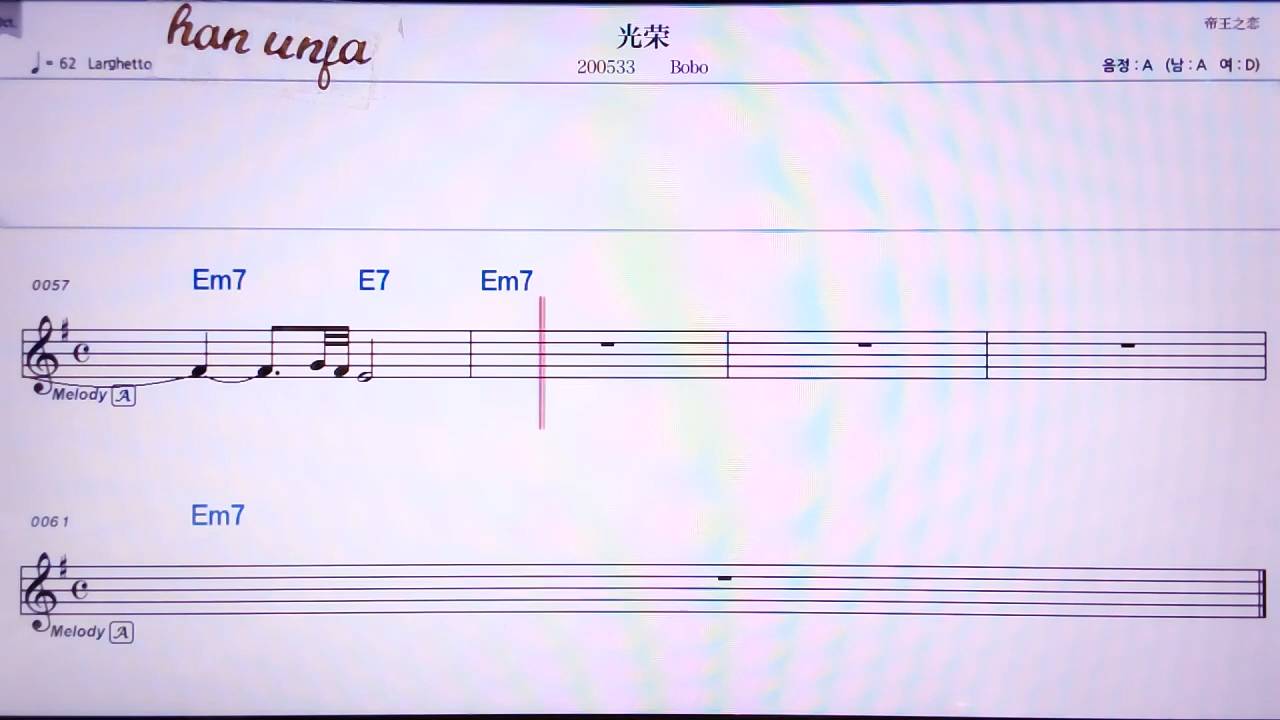 han unfa
光荣
帝王之恋
♩= 62 Larghetto
200533 Bobo
음정 : A (남 : A 여 : D)
0057
Em7 E7 Em7
Melody A
0061
Em7
Melody A